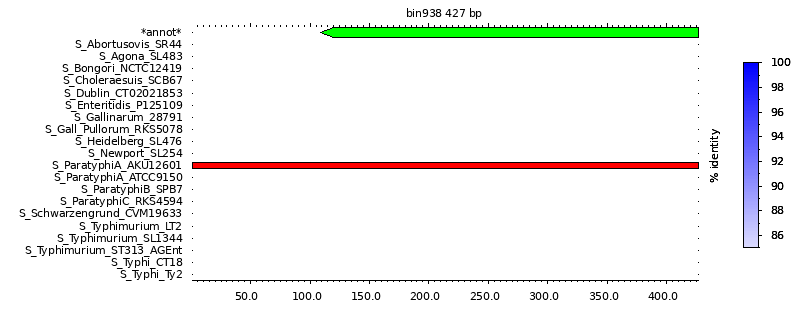 bin938 427 bp
*annot*
S_Abortusovis_SR44
S_Agona_SL483
S_Bongori_NCTC12419
S_Choleraesuis_SCB67
S_Dublin_CT02021853
S_Enteritidis_P125109
S_Gallinarum_28791
S_Gall_Pullorum_RKS5078
S_Heidelberg_SL476
S_Newport_SL254
S_ParatyphiA_AKU12601
S_ParatyphiA_ATCC9150
S_ParatyphiB_SPB7
S_ParatyphiC_RKS4594
S_Schwarzengrund_CVM19633
S_Typhimurium_LT2
S_Typhimurium_SL1344
S_Typhimurium_ST313_AGEnt
S_Typhi_CT18
S_Typhi_Ty2
50.0 100.0 150.0 200.0 250.0 300.0 350.0 400.0
% identity
100
98
96
94
92
90
88
86